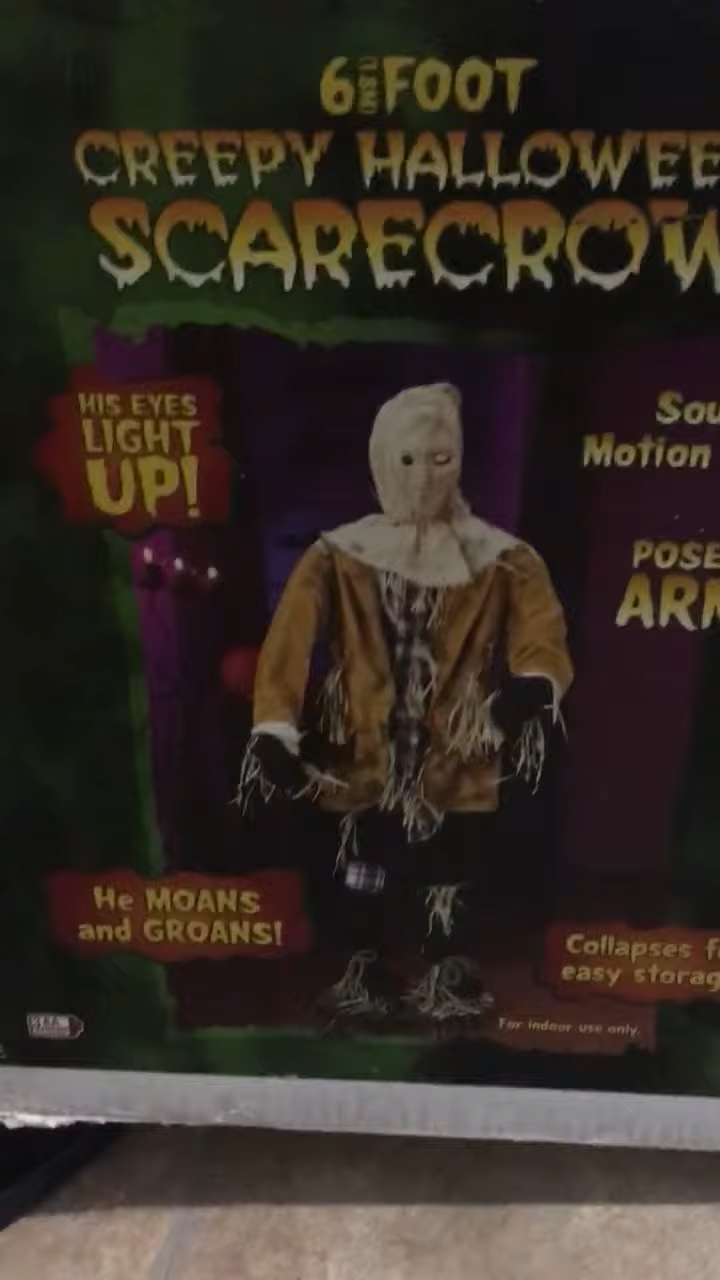 6 FOOT
CREEPY HALLOWEE
SCARECROW
HIS EYES
LIGHT
UP!
Sou
Motion
POSE
ARM
He MOANS
and GROANS!
Collapses f
easy storag
For indoor use only.